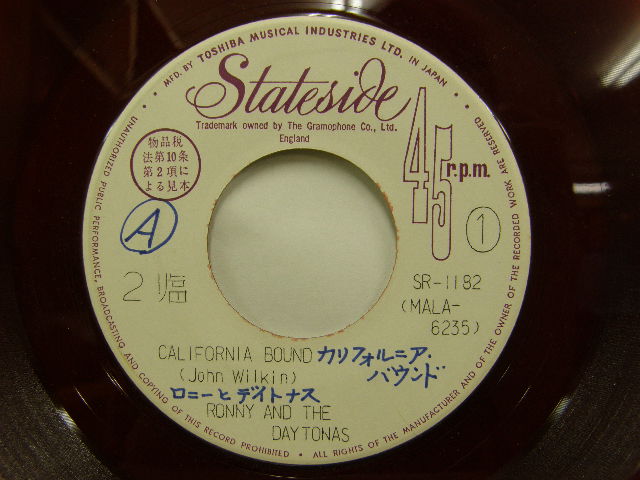 • MFD. BY TOSHIBA MUSICAL INDUSTRIES LTD. IN JAPAN •
Stateside
Trademark owned by The Gramophone Co., Ltd.
England
45 r.p.m.
物品税
法第10条
第2項に
よる見本
A
1
2 臨
SR-1182
(MALA-
6235)
CALIFORNIA BOUND カリフォルニア・
バウンド
(John Wilkin)
ロニーとデイトナス
RONNY AND THE
DAYTONAS
UNAUTHORIZED PUBLIC PERFORMANCE, BROADCASTING AND COPYING OF THIS RECORD PROHIBITED • ALL RIGHTS OF THE MANUFACTURER AND OF THE OWNER OF THE RECORDED WORK ARE RESERVED